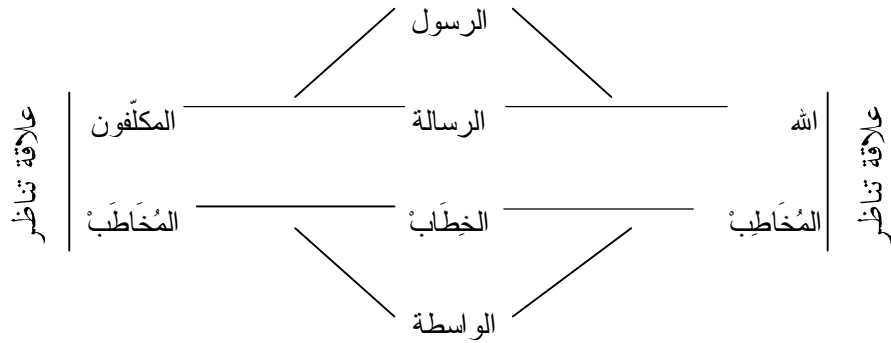 الرسول
الله الرسالة المكلّفون
علاقة تناظر
علاقة تناظر
المُخَاطِبْ الخِطَابْ المُخَاطَبْ
الواسطة